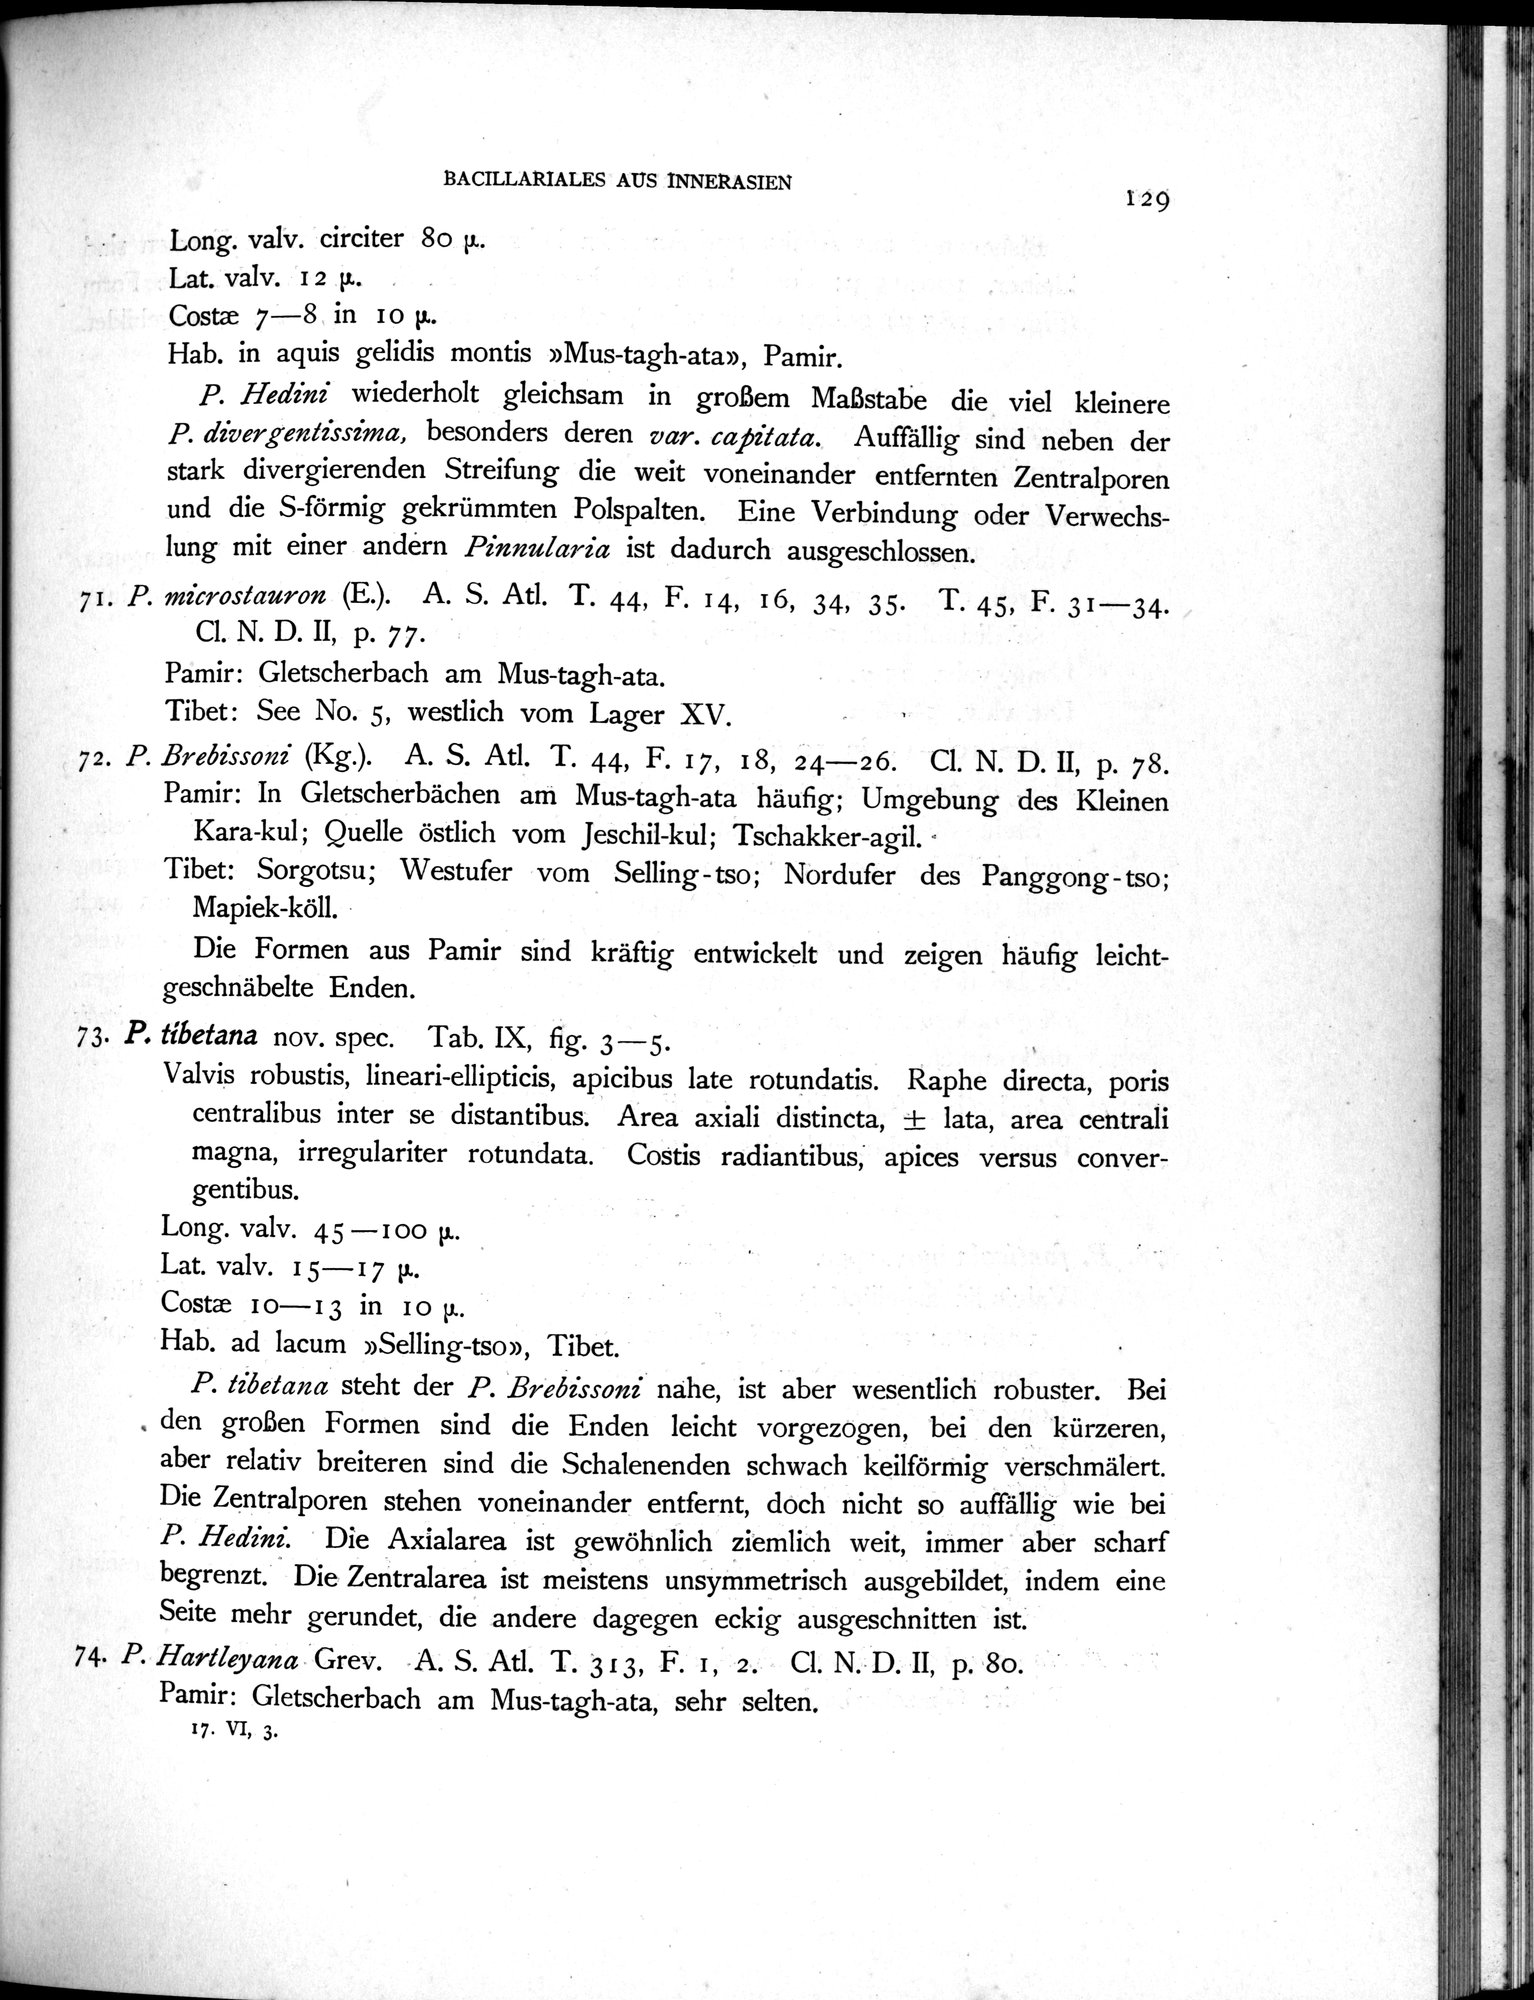 BACILLARIALES AUS INNERASIEN
129
Long. valv. circiter 80 µ.
Lat. valv. 12 µ.
Costæ 7—8 in 10 µ.
Hab. in aquis gelidis montis »Mus-tagh-ata», Pamir.
P. Hedini wiederholt gleichsam in großem Maßstabe die viel kleinere
P. divergentissima, besonders deren var. capitata. Auffällig sind neben der
stark divergierenden Streifung die weit voneinander entfernten Zentralporen
und die S-förmig gekrümmten Polspalten. Eine Verbindung oder Verwechs-
lung mit einer andern Pinnularia ist dadurch ausgeschlossen.
71. P. microstauron (E.). A. S. Atl. T. 44, F. 14, 16, 34, 35. T. 45, F. 31—34.
Cl. N. D. II, p. 77.
Pamir: Gletscherbach am Mus-tagh-ata.
Tibet: See No. 5, westlich vom Lager XV.
72. P. Brebissoni (Kg.). A. S. Atl. T. 44, F. 17, 18, 24—26. Cl. N. D. II, p. 78.
Pamir: In Gletscherbächen am Mus-tagh-ata häufig; Umgebung des Kleinen
Kara-kul; Quelle östlich vom Jeschil-kul; Tschakker-agil.
Tibet: Sorgotsu; Westufer vom Selling-tso; Nordufer des Panggong-tso;
Mapiek-köll.
Die Formen aus Pamir sind kräftig entwickelt und zeigen häufig leicht-
geschnäbelte Enden.
73. P. tibetana nov. spec. Tab. IX, fig. 3—5.
Valvis robustis, lineari-ellipticis, apicibus late rotundatis. Raphe directa, poris
centralibus inter se distantibus. Area axiali distincta, ± lata, area centrali
magna, irregulariter rotundata. Costis radiantibus, apices versus conver-
gentibus.
Long. valv. 45—100 µ.
Lat. valv. 15—17 µ.
Costæ 10—13 in 10 µ.
Hab. ad lacum »Selling-tso», Tibet.
P. tibetana steht der P. Brebissoni nahe, ist aber wesentlich robuster. Bei
den großen Formen sind die Enden leicht vorgezogen, bei den kürzeren,
aber relativ breiteren sind die Schalenenden schwach keilförmig verschmälert.
Die Zentralporen stehen voneinander entfernt, doch nicht so auffällig wie bei
P. Hedini. Die Axialarea ist gewöhnlich ziemlich weit, immer aber scharf
begrenzt. Die Zentralarea ist meistens unsymmetrisch ausgebildet, indem eine
Seite mehr gerundet, die andere dagegen eckig ausgeschnitten ist.
74. P. Hartleyana Grev. A. S. Atl. T. 313, F. 1, 2. Cl. N. D. II, p. 80.
Pamir: Gletscherbach am Mus-tagh-ata, sehr selten.
17. VI, 3.